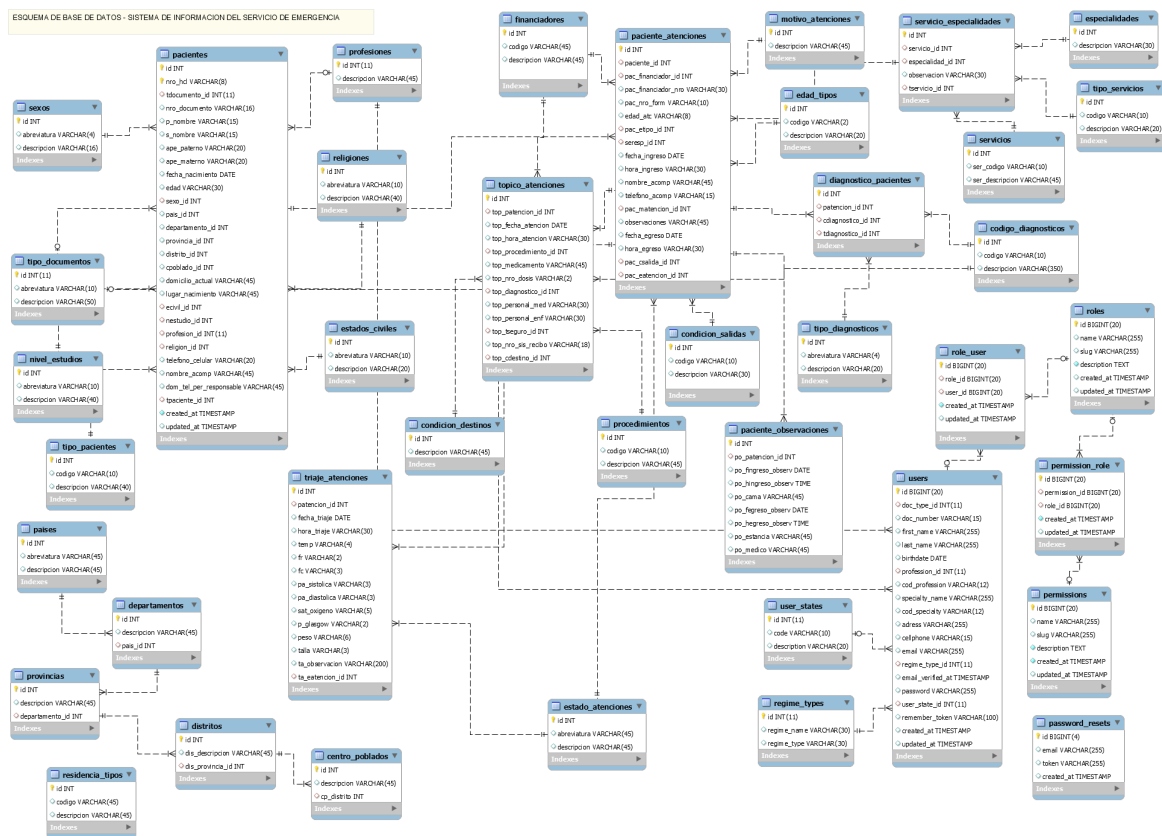 ESQUEMA DE BASE DE DATOS - SISTEMA DE INFORMACION DEL SERVICIO DE EMERGENCIA
pacientes
id INT
nro_hcl VARCHAR(8)
tdocumento_id INT(11)
nro_documento VARCHAR(16)
p_nombre VARCHAR(15)
s_nombre VARCHAR(15)
ape_paterno VARCHAR(20)
ape_materno VARCHAR(20)
fecha_nacimiento DATE
edad VARCHAR(30)
sexo_id INT
pais_id INT
departamento_id INT
provincia_id INT
distrito_id INT
cpoblado_id INT
domicilio_actual VARCHAR(45)
lugar_nacimiento VARCHAR(45)
ecivil_id INT
nestudio_id INT
profesion_id INT(11)
religion_id INT
telefono_celular VARCHAR(20)
nombre_acomp VARCHAR(45)
dom_tel_per_responsable VARCHAR(45)
tpaciente_id INT
created_at TIMESTAMP
updated_at TIMESTAMP
Indexes
profesiones
id INT(11)
descripcion VARCHAR(45)
Indexes
sexos
id INT
abreviatura VARCHAR(4)
descripcion VARCHAR(16)
Indexes
religiones
id INT
abreviatura VARCHAR(10)
descripcion VARCHAR(40)
Indexes
tipo_documentos
id INT(11)
abreviatura VARCHAR(10)
descripcion VARCHAR(50)
Indexes
nivel_estudios
id INT
abreviatura VARCHAR(10)
descripcion VARCHAR(40)
Indexes
estados_civiles
id INT
abreviatura VARCHAR(10)
descripcion VARCHAR(20)
Indexes
tipo_pacientes
id INT
codigo VARCHAR(10)
descripcion VARCHAR(40)
Indexes
paises
id INT
abreviatura VARCHAR(45)
descripcion VARCHAR(45)
Indexes
departamentos
id INT
descripcion VARCHAR(45)
pais_id INT
Indexes
provincias
id INT
descripcion VARCHAR(45)
departamento_id INT
Indexes
distritos
id INT
dis_descripcion VARCHAR(45)
dis_provincia_id INT
Indexes
centro_poblados
id INT
descripcion VARCHAR(45)
cp_distrito INT
Indexes
residencia_tipos
id INT
codigo VARCHAR(45)
descripcion VARCHAR(45)
Indexes
financiadores
id INT
codigo VARCHAR(45)
descripcion VARCHAR(45)
Indexes
topico_atenciones
id INT
top_patencion_id INT
top_fecha_atencion DATE
top_hora_atencion VARCHAR(30)
top_procedimiento_id INT
top_medicamento VARCHAR(45)
top_nro_dosis VARCHAR(2)
top_diagnostico_id INT
top_personal_med VARCHAR(30)
top_personal_enf VARCHAR(30)
top_tseguro_id INT
top_nro_sis_recibo VARCHAR(18)
top_cdestino_id INT
Indexes
condicion_destinos
id INT
descripcion VARCHAR(45)
Indexes
triaje_atenciones
id INT
patencion_id INT
fecha_triaje DATE
hora_triaje VARCHAR(30)
temp VARCHAR(4)
fr VARCHAR(2)
fc VARCHAR(3)
pa_sistolica VARCHAR(3)
pa_diastolica VARCHAR(3)
sat_oxigeno VARCHAR(5)
p_glasgow VARCHAR(2)
peso VARCHAR(6)
talla VARCHAR(3)
ta_observacion VARCHAR(200)
ta_eatencion_id INT
Indexes
paciente_atenciones
id INT
paciente_id INT
pac_financiador_id INT
pac_financiador_nro VARCHAR(30)
pac_nro_form VARCHAR(10)
edad_atc VARCHAR(8)
pac_etipo_id INT
seresp_id INT
fecha_ingreso DATE
hora_ingreso VARCHAR(30)
nombre_acomp VARCHAR(45)
telefono_acomp VARCHAR(15)
pac_matencion_id INT
observaciones VARCHAR(45)
fecha_egreso DATE
hora_egreso VARCHAR(30)
pac_csalida_id INT
pac_eatencion_id INT
Indexes
motivo_atenciones
id INT
descripcion VARCHAR(45)
Indexes
edad_tipos
id INT
codigo VARCHAR(2)
descripcion VARCHAR(20)
Indexes
servicio_especialidades
id INT
servicio_id INT
especialidad_id INT
observacion VARCHAR(30)
tservicio_id INT
Indexes
especialidades
id INT
descripcion VARCHAR(30)
Indexes
tipo_servicios
id INT
codigo VARCHAR(10)
descripcion VARCHAR(20)
Indexes
servicios
id INT
ser_codigo VARCHAR(10)
ser_descripcion VARCHAR(45)
Indexes
diagnostico_pacientes
id INT
patencion_id INT
cdiagnostico_id INT
tdiagnostico_id INT
Indexes
codigo_diagnosticos
id INT
codigo VARCHAR(10)
descripcion VARCHAR(350)
Indexes
condicion_salidas
id INT
codigo VARCHAR(10)
descripcion VARCHAR(30)
Indexes
tipo_diagnosticos
id INT
abreviatura VARCHAR(4)
descripcion VARCHAR(20)
Indexes
procedimientos
id INT
codigo VARCHAR(10)
descripcion VARCHAR(45)
Indexes
paciente_observaciones
id INT
po_patencion_id INT
po_fingreso_observ DATE
po_hingreso_observ TIME
po_cama VARCHAR(45)
po_fegreso_observ DATE
po_hegreso_observ TIME
po_estancia VARCHAR(45)
po_medico VARCHAR(45)
Indexes
estado_atenciones
id INT
abreviatura VARCHAR(45)
descripcion VARCHAR(45)
Indexes
user_states
id INT(11)
code VARCHAR(10)
description VARCHAR(20)
Indexes
regime_types
id INT(11)
regime_name VARCHAR(30)
regime_type VARCHAR(30)
Indexes
roles
id BIGINT(20)
name VARCHAR(255)
slug VARCHAR(255)
description TEXT
created_at TIMESTAMP
updated_at TIMESTAMP
Indexes
role_user
id BIGINT(20)
role_id BIGINT(20)
user_id BIGINT(20)
created_at TIMESTAMP
updated_at TIMESTAMP
Indexes
permission_role
id BIGINT(20)
permission_id BIGINT(20)
role_id BIGINT(20)
created_at TIMESTAMP
updated_at TIMESTAMP
Indexes
users
id BIGINT(20)
doc_type_id INT(11)
doc_number VARCHAR(15)
first_name VARCHAR(255)
last_name VARCHAR(255)
birthdate DATE
profession_id INT(11)
cod_profession VARCHAR(12)
specialty_name VARCHAR(255)
cod_specialty VARCHAR(12)
adress VARCHAR(255)
cellphone VARCHAR(15)
email VARCHAR(255)
regime_type_id INT(11)
email_verified_at TIMESTAMP
password VARCHAR(255)
user_state_id INT(11)
remember_token VARCHAR(100)
created_at TIMESTAMP
updated_at TIMESTAMP
Indexes
permissions
id BIGINT(20)
name VARCHAR(255)
slug VARCHAR(255)
description TEXT
created_at TIMESTAMP
updated_at TIMESTAMP
Indexes
password_resets
id BIGINT(4)
email VARCHAR(255)
token VARCHAR(255)
created_at TIMESTAMP
Indexes